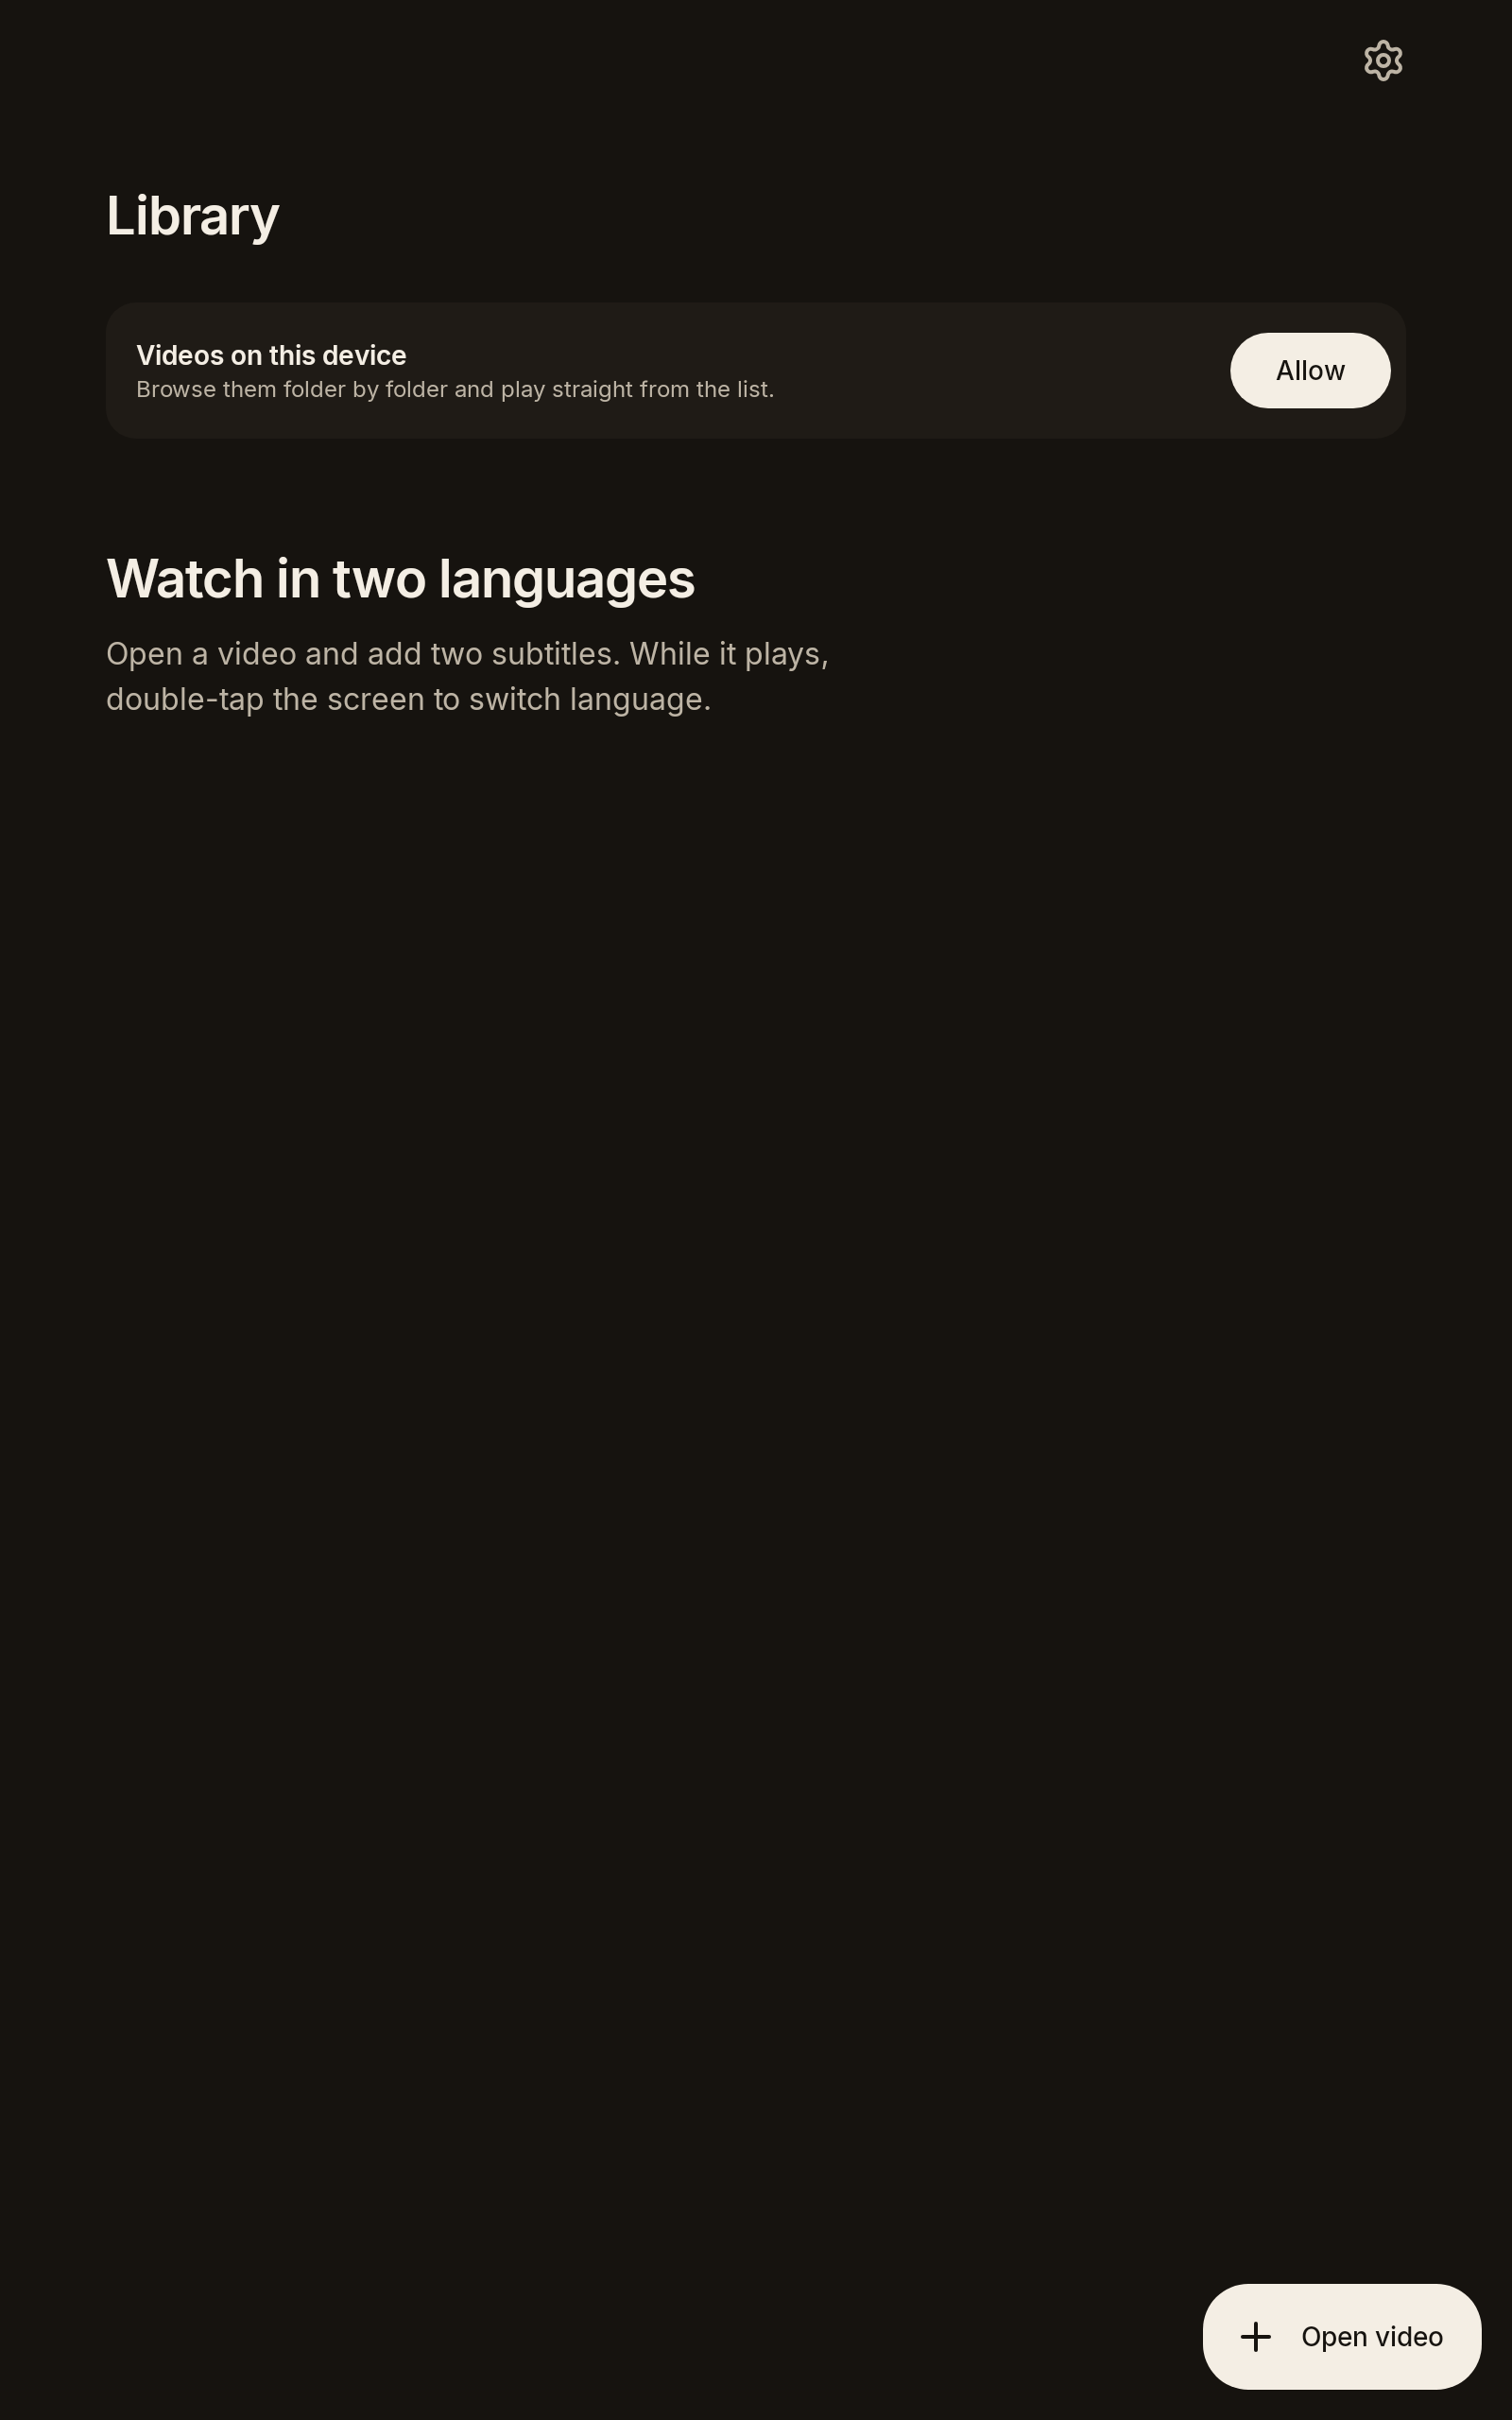 Library
Videos on this device
Browse them folder by folder and play straight from the list.
Allow
Watch in two languages
Open a video and add two subtitles. While it plays,
double-tap the screen to switch language.
Open video